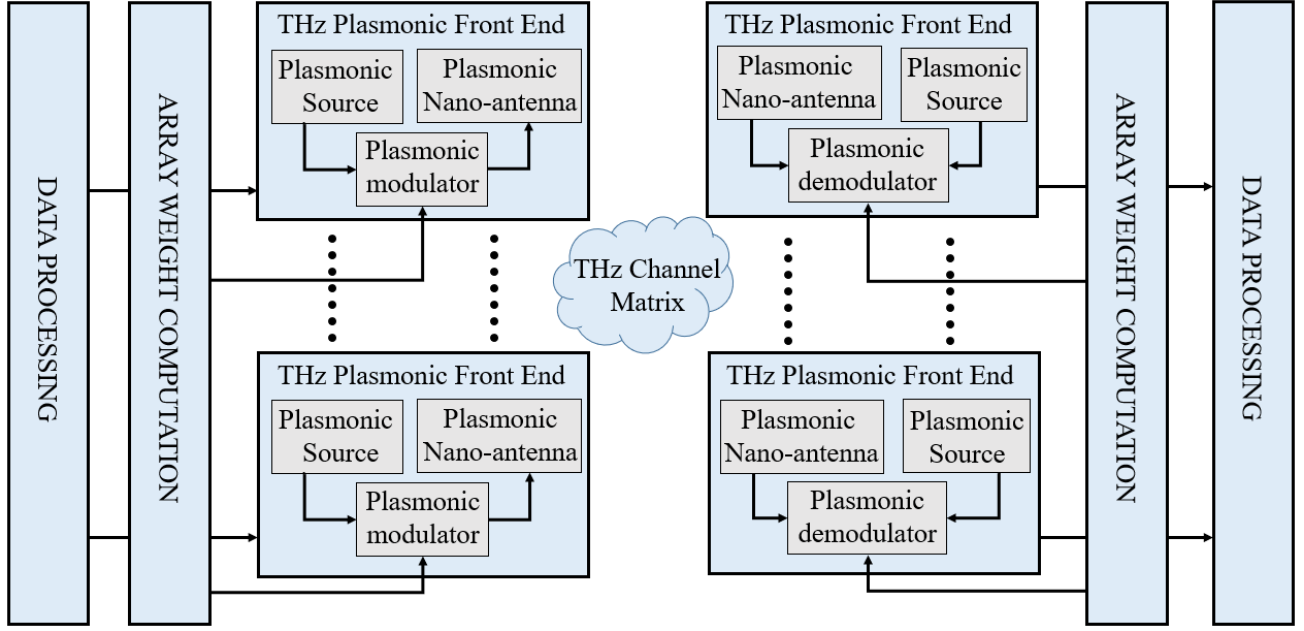 DATA PROCESSING
ARRAY WEIGHT COMPUTATION
THz Plasmonic Front End
Plasmonic
Source
Plasmonic
Nano-antenna
Plasmonic
modulator
THz Plasmonic Front End
Plasmonic
Source
Plasmonic
Nano-antenna
Plasmonic
modulator
THz Channel
Matrix
THz Plasmonic Front End
Plasmonic
Nano-antenna
Plasmonic
Source
Plasmonic
demodulator
THz Plasmonic Front End
Plasmonic
Nano-antenna
Plasmonic
Source
Plasmonic
demodulator
ARRAY WEIGHT COMPUTATION
DATA PROCESSING